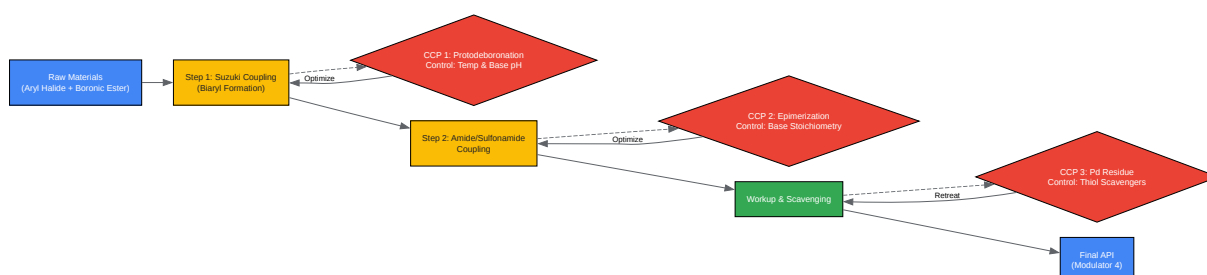 Raw Materials
(Aryl Halide + Boronic Ester)
Step 1: Suzuki Coupling
(Biaryl Formation)
CCP 1: Protodeboronation
Control: Temp & Base pH
Optimize
Step 2: Amide/Sulfonamide
Coupling
CCP 2: Epimerization
Control: Base Stoichiometry
Optimize
Workup & Scavenging
CCP 3: Pd Residue
Control: Thiol Scavengers
Retreat
Final API
(Modulator 4)